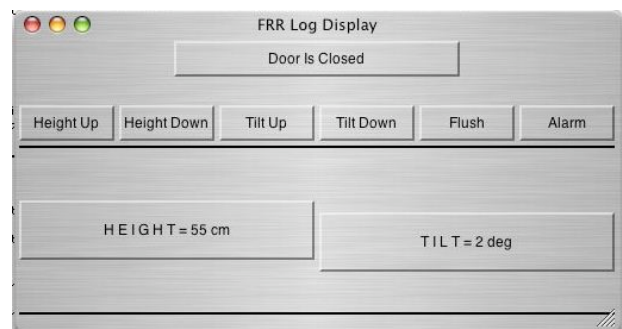 FRR Log Display
Door Is Closed
Height Up Height Down Tilt Up Tilt Down Flush Alarm
H E I G H T = 55 cm
T I L T = 2 deg